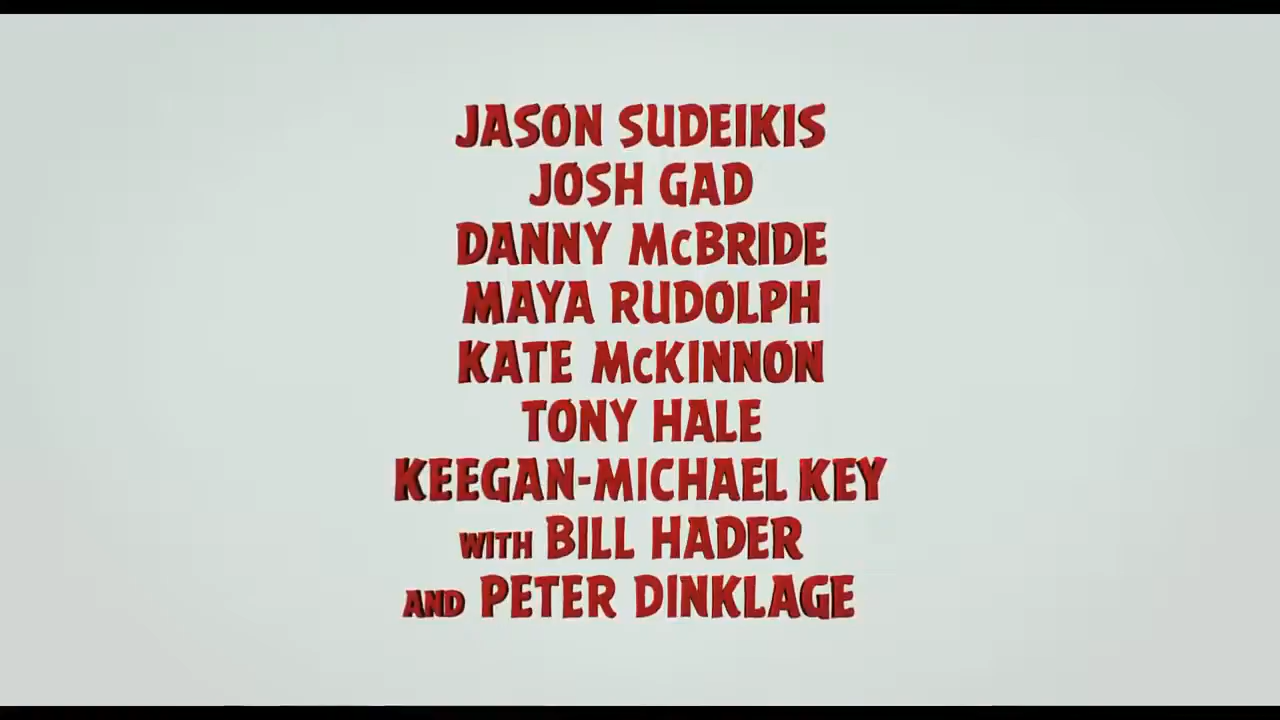 JASON SUDEIKIS
JOSH GAD
DANNY McBRIDE
MAYA RUDOLPH
KATE McKINNON
TONY HALE
KEEGAN-MICHAEL KEY
WITH BILL HADER
AND PETER DINKLAGE